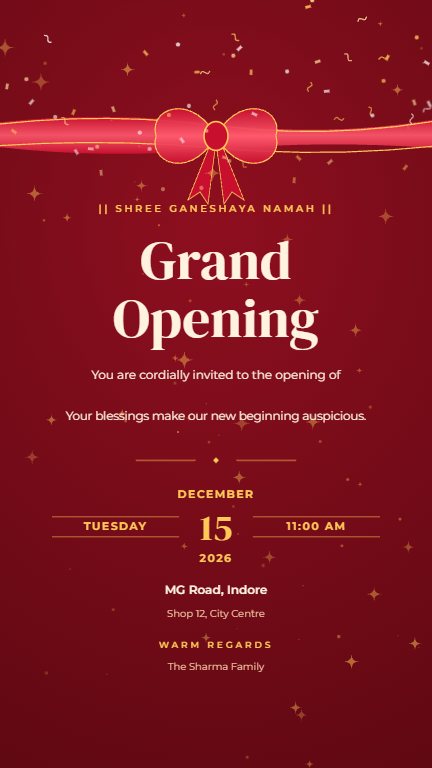 || SHREE GANESHAYA NAMAH ||
Grand
Opening
You are cordially invited to the opening of
Your blessings make our new beginning auspicious.
DECEMBER
TUESDAY 15 11:00 AM
2026
MG Road, Indore
Shop 12, City Centre
WARM REGARDS
The Sharma Family